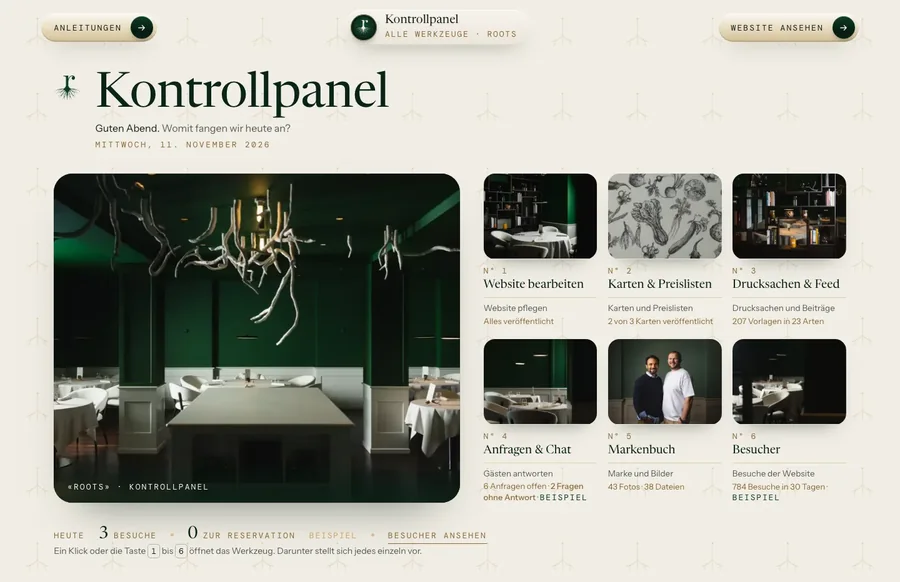 ANLEITUNGEN →
r Kontrollpanel
ALLE WERKZEUGE · ROOTS
WEBSITE ANSEHEN →
r Kontrollpanel
Guten Abend. Womit fangen wir heute an?
MITTWOCH, 11. NOVEMBER 2026
«ROOTS» · KONTROLLPANEL
N° 1
Website bearbeiten
Website pflegen
Alles veröffentlicht
N° 2
Karten & Preislisten
Karten und Preislisten
2 von 3 Karten veröffentlicht
N° 3
Drucksachen & Feed
Drucksachen und Beiträge
207 Vorlagen in 23 Arten
N° 4
Anfragen & Chat
Gästen antworten
6 Anfragen offen · 2 Fragen
ohne Antwort · BEISPIEL
N° 5
Markenbuch
Marke und Bilder
43 Fotos · 38 Dateien
N° 6
Besucher
Besuche der Website
784 Besuche in 30 Tagen ·
BEISPIEL
HEUTE 3 BESUCHE • 0 ZUR RESERVATION BEISPIEL • BESUCHER ANSEHEN
Ein Klick oder die Taste 1 bis 6 öffnet das Werkzeug. Darunter stellt sich jedes einzeln vor.